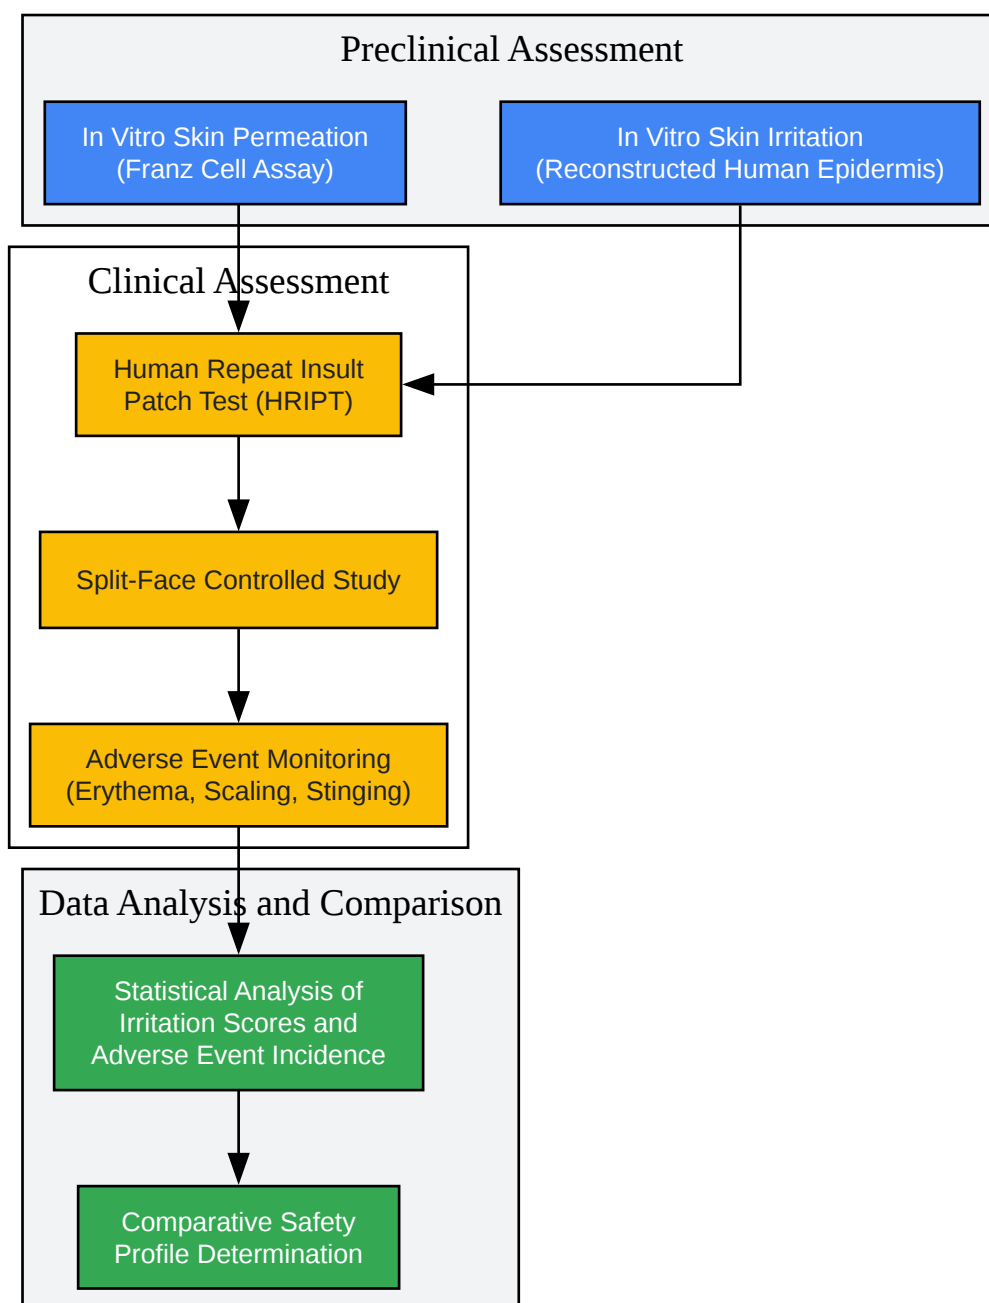 Preclinical Assessment
In Vitro Skin Permeation
(Franz Cell Assay)
In Vitro Skin Irritation
(Reconstructed Human Epidermis)
Clinical Assessment
Human Repeat Insult
Patch Test (HRIPT)
Split-Face Controlled Study
Adverse Event Monitoring
(Erythema, Scaling, Stinging)
Data Analysis and Comparison
Statistical Analysis of
Irritation Scores and
Adverse Event Incidence
Comparative Safety
Profile Determination